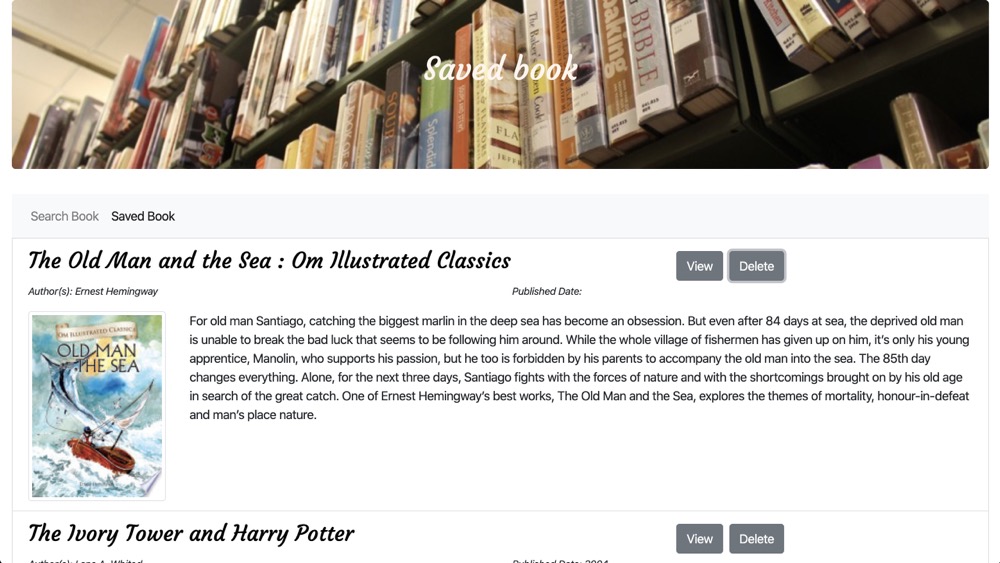 Saved book
BIBLE
Search Book Saved Book
The Old Man and the Sea : Om Illustrated Classics
View Delete
Author(s): Ernest Hemingway
Published Date:
OM ILLUSTRATED CLASSICS
OLD MAN
THE SEA
For old man Santiago, catching the biggest marlin in the deep sea has become an obsession. But even after 84 days at sea, the deprived old man
is unable to break the bad luck that seems to be following him around. While the whole village of fishermen has given up on him, it’s only his young
apprentice, Manolin, who supports his passion, but he too is forbidden by his parents to accompany the old man into the sea. The 85th day
changes everything. Alone, for the next three days, Santiago fights with the forces of nature and with the shortcomings brought on by his old age
in search of the great catch. One of Ernest Hemingway’s best works, The Old Man and the Sea, explores the themes of mortality, honour-in-defeat
and man’s place nature.
The Ivory Tower and Harry Potter
View Delete